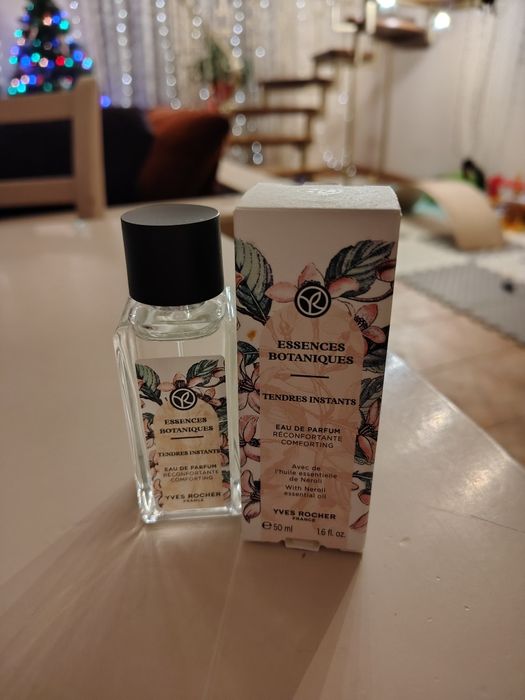 ESSENCES
BOTANIQUES
TENDRES INSTANTS
EAU DE PARFUM
RÉCONFORTANTE
COMFORTING
YVES ROCHER
FRANCE
ESSENCES
BOTANIQUES
TENDRES INSTANTS
EAU DE PARFUM
RÉCONFORTANTE
COMFORTING
Avec de
l'huile essentielle
de Néroli
With Neroli
essential oil
YVES ROCHER
FRANCE
℮ 50 ml 1.6 fl. oz.